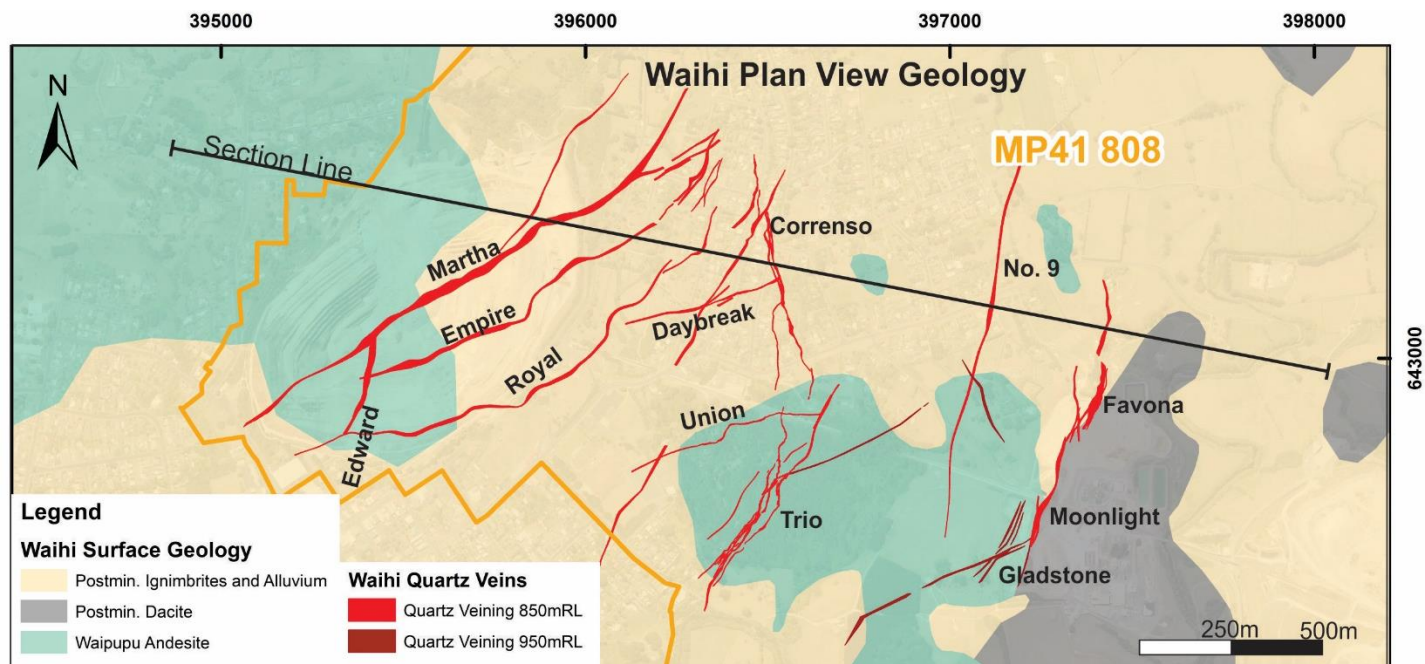 395000
396000
397000
398000
Waihi Plan View Geology
N
Section Line
MP41 808
Correnso
Martha
No. 9
Empire
Daybreak
Royal
643000
Favona
Union
Edward
Trio
Moonlight
Gladstone
Legend
Waihi Surface Geology
Postmin. Ignimbrites and Alluvium
Postmin. Dacite
Waipupu Andesite
Waihi Quartz Veins
Quartz Veining 850mRL
Quartz Veining 950mRL
250m
500m